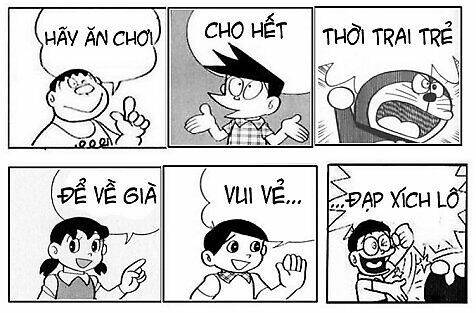 HÃY ĂN CHƠI
CHO HẾT
THỜI TRAI TRẺ
ĐỂ VỀ GIÀ
VUI VẺ...
...ĐẠP XÍCH LÔ